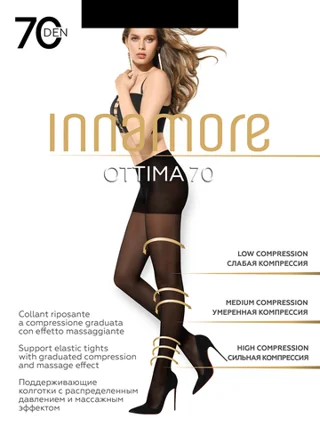 70 DEN
Innamore
OTTIMA 70
LOW COMPRESSION
СЛАБАЯ КОМПРЕССИЯ
MEDIUM COMPRESSION
УМЕРЕННАЯ КОМПРЕССИЯ
HIGH COMPRESSION
СИЛЬНАЯ КОМПРЕССИЯ
Collant riposante
a compressione graduata
con effetto massaggiante
Support elastic tights
with graduated compression
and massage effect
Поддерживающие
колготки с распределенным
давлением и массажным
эффектом